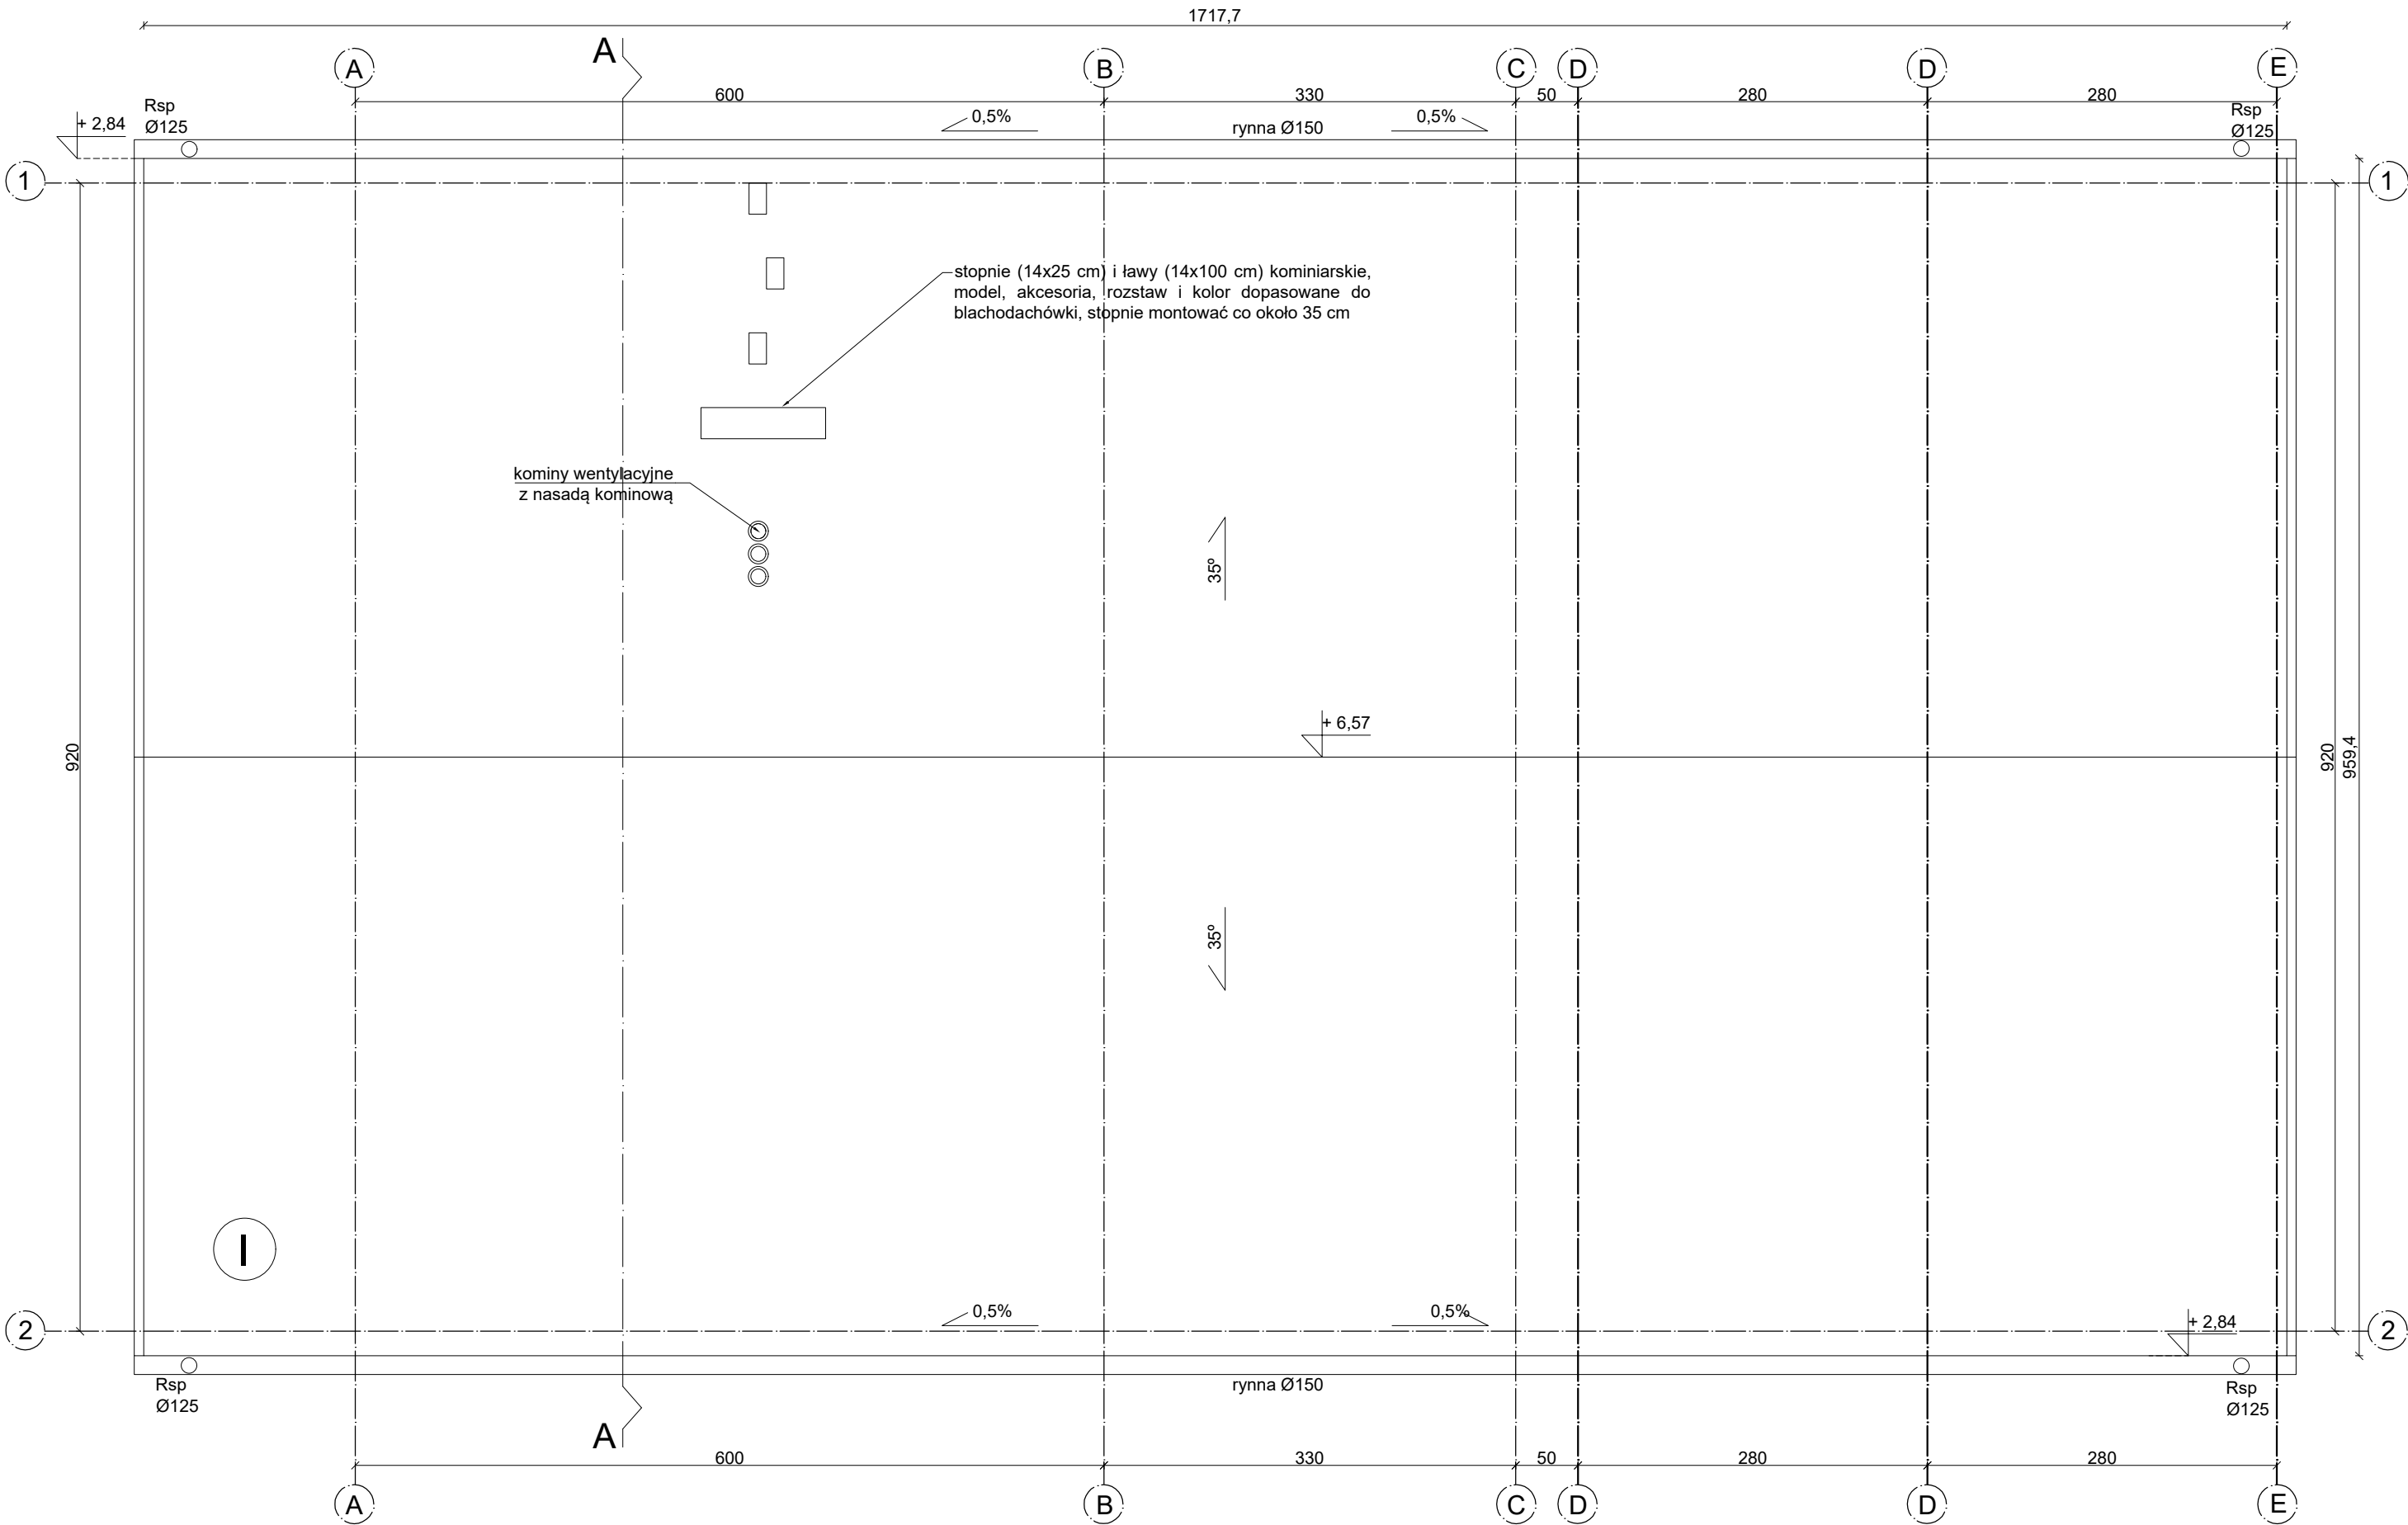 1717,7
A
A
B
C
D
D
E
600
330
50
280
280
Rsp
Ø125
+ 2,84
0,5%
rynna Ø150
0,5%
Rsp
Ø125
1
1
stopnie (14x25 cm) i ławy (14x100 cm) kominiarskie,
model, akcesoria, rozstaw i kolor dopasowane do
blachodachówki, stopnie montować co około 35 cm
kominy wentylacyjne
z nasadą kominową
35º
+ 6,57
920
920
959,4
35º
I
0,5%
0,5%
+ 2,84
2
2
Rsp
Ø125
rynna Ø150
Rsp
Ø125
A
600
330
50
280
280
A
B
C
D
D
E